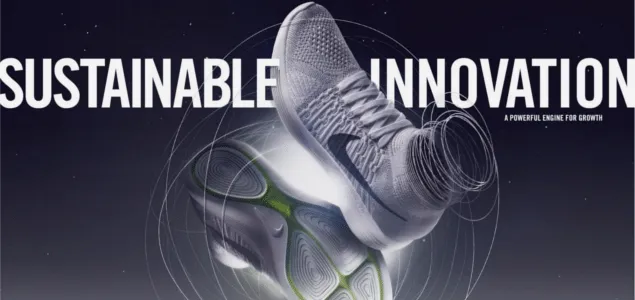 SUSTAINABLE INNOVATION
A POWERFUL ENGINE FOR GROWTH